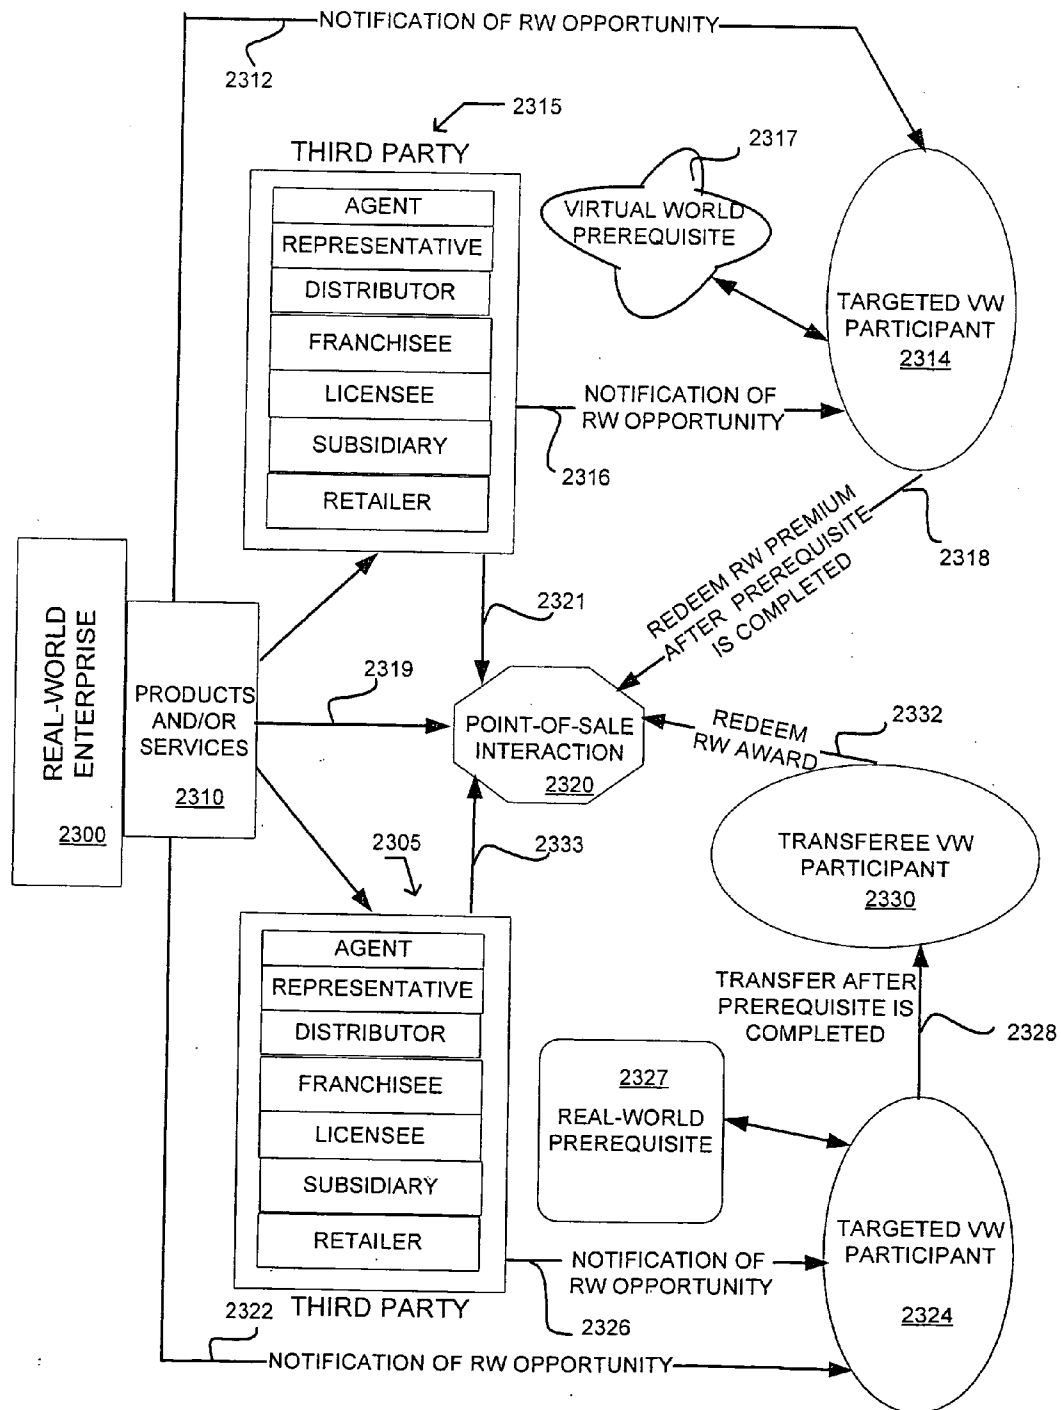 NOTIFICATION OF RW OPPORTUNITY
2312
2315
THIRD PARTY
AGENT
REPRESENTATIVE
DISTRIBUTOR
FRANCHISEE
LICENSEE
SUBSIDIARY
RETAILER
2317
VIRTUAL WORLD
PREREQUISITE
TARGETED VW
PARTICIPANT
2314
NOTIFICATION OF
RW OPPORTUNITY
2316
REDEEM RW PREMIUM
AFTER PREREQUISITE
IS COMPLETED
2318
REAL-WORLD
ENTERPRISE
2300
PRODUCTS
AND/OR
SERVICES
2310
2321
2319
POINT-OF-SALE
INTERACTION
2320
REDEEM
RW AWARD
2332
2305
2333
TRANSFEREE VW
PARTICIPANT
2330
AGENT
REPRESENTATIVE
DISTRIBUTOR
FRANCHISEE
LICENSEE
SUBSIDIARY
RETAILER
THIRD PARTY
TRANSFER AFTER
PREREQUISITE IS
COMPLETED
2328
2327
REAL-WORLD
PREREQUISITE
TARGETED VW
PARTICIPANT
2324
NOTIFICATION OF
RW OPPORTUNITY
2326
2322
NOTIFICATION OF RW OPPORTUNITY